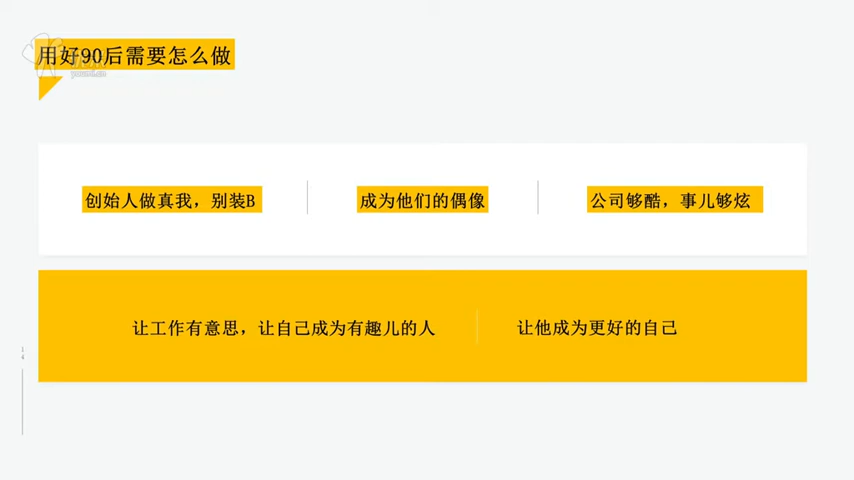 用好90后需要怎么做
创始人做真我，别装B
成为他们的偶像
公司够酷，事儿够炫
让工作有意思，让自己成为有趣儿的人
让他成为更好的自己